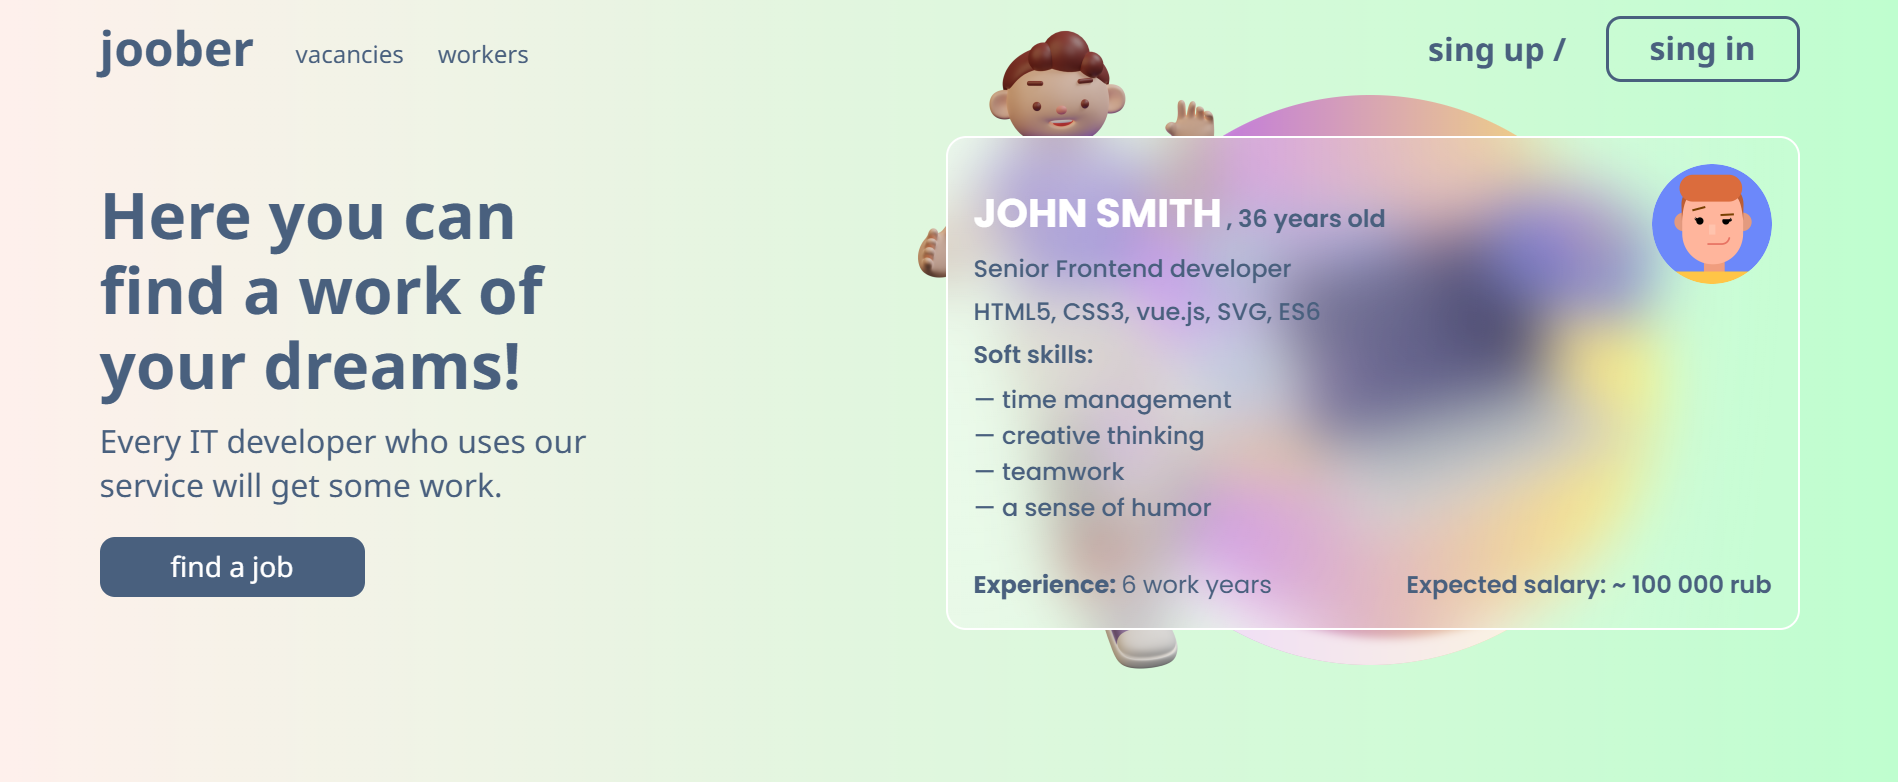 joober
vacancies workers
sing up / sing in
Here you can
find a work of
your dreams!
Every IT developer who uses our
service will get some work.
find a job
JOHN SMITH , 36 years old
Senior Frontend developer
HTML5, CSS3, vue.js, SVG, ES6
Soft skills:
— time management
— creative thinking
— teamwork
— a sense of humor
Experience: 6 work years
Expected salary: ~ 100 000 rub